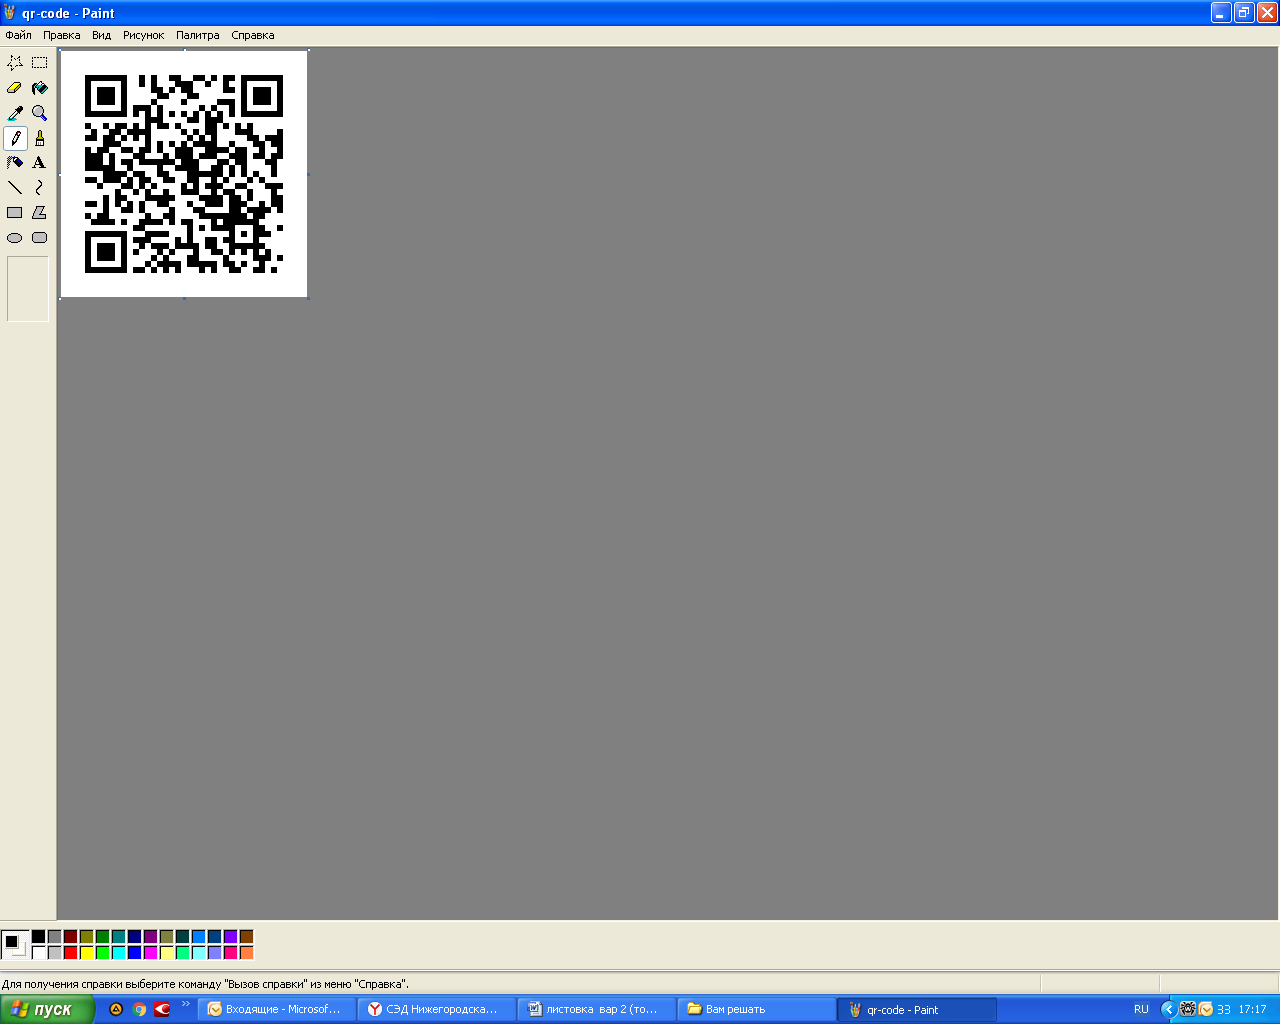 qr-code - Paint
Файл Правка Вид Рисунок Палитра Справка
A
Для получения справки выберите команду "Вызов справки" из меню "Справка".
пуск
Входящие - Microsof...
СЭД Нижегородска...
листовка вар 2 (то...
Вам решать
qr-code - Paint
RU
33
17:17